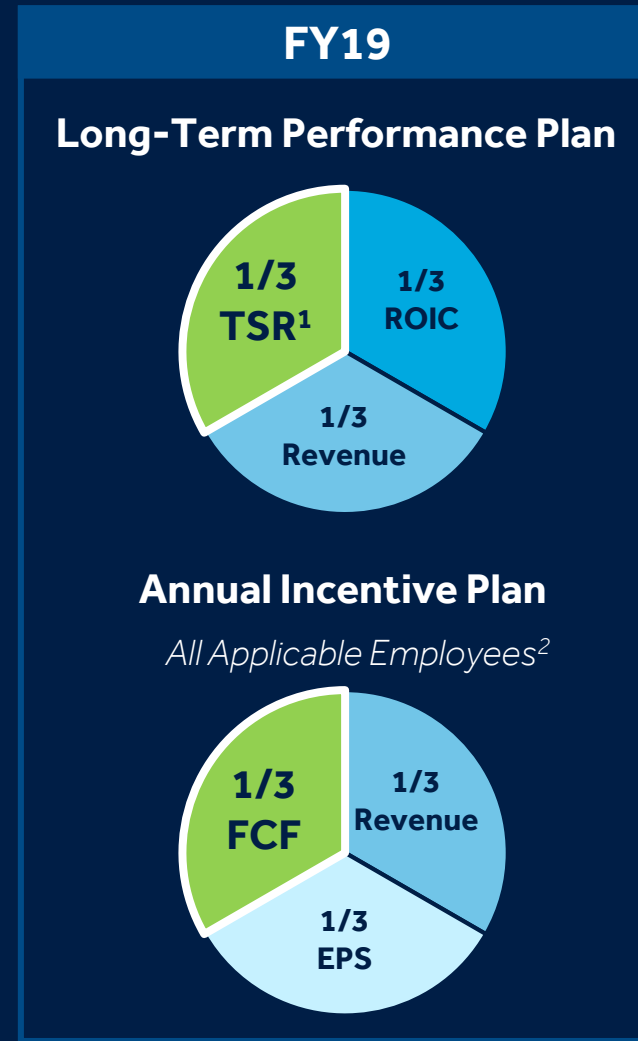 FY19
Long-Term Performance Plan
1/3
TSR¹
1/3
ROIC
1/3
Revenue
Annual Incentive Plan
All Applicable Employees²
1/3
FCF
1/3
Revenue
1/3
EPS